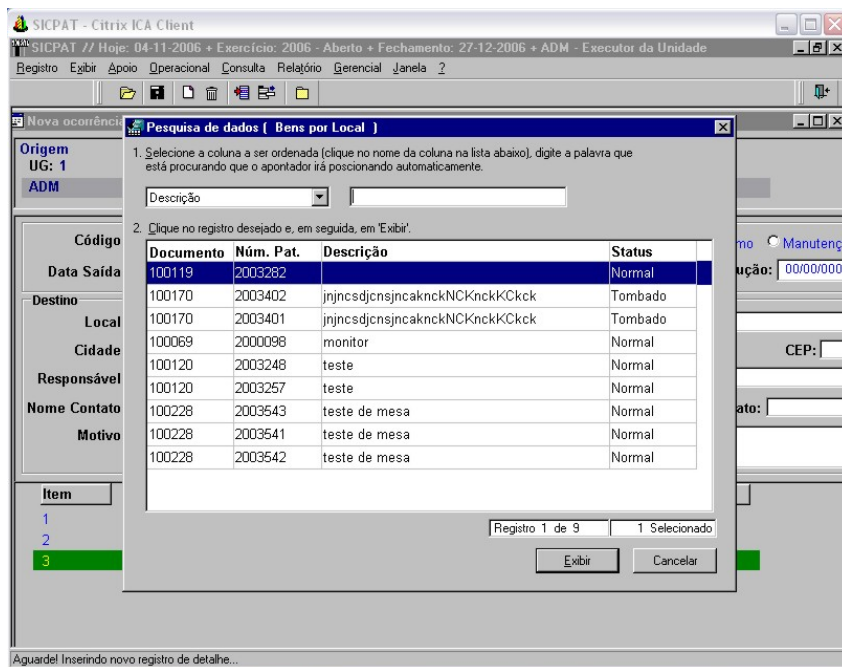 SICPAT - Citrix ICA Client
SICPAT // Hoje: 04-11-2006 + Exercício: 2006 - Aberto + Fechamento: 27-12-2006 + ADM - Executor da Unidade
Registro Exibir Apoio Operacional Consulta Relatório Gerencial Janela ?
Nova ocorrência
Pesquisa de dados ( Bens por Local )
Origem
UG: 1
ADM
1. Selecione a coluna a ser ordenada (clique no nome da coluna na lista abaixo), digite a palavra que
está procurando que o apontador irá poscionando automaticamente.
Descrição
2. Clique no registro desejado e, em seguida, em 'Exibir'.
Código
mo Manutenç
Data Saída
ução: 00/00/000
Destino
Local
Cidade
CEP:
Responsável
Nome Contato
ato:
Motivo
Documento Núm. Pat. Descrição Status
100119 2003282 Normal
100170 2003402 jnjncsdjcnsjncaknckNCKnckKCkck Tombado
100170 2003401 jnjncsdjcnsjncaknckNCKnckKCkck Tombado
100069 2000098 monitor Normal
100120 2003248 teste Normal
100120 2003257 teste Normal
100228 2003543 teste de mesa Normal
100228 2003541 teste de mesa Normal
100228 2003542 teste de mesa Normal
Item
1
2
3
Registro 1 de 9 1 Selecionado
Exibir Cancelar
Aguarde! Inserindo novo registro de detalhe...